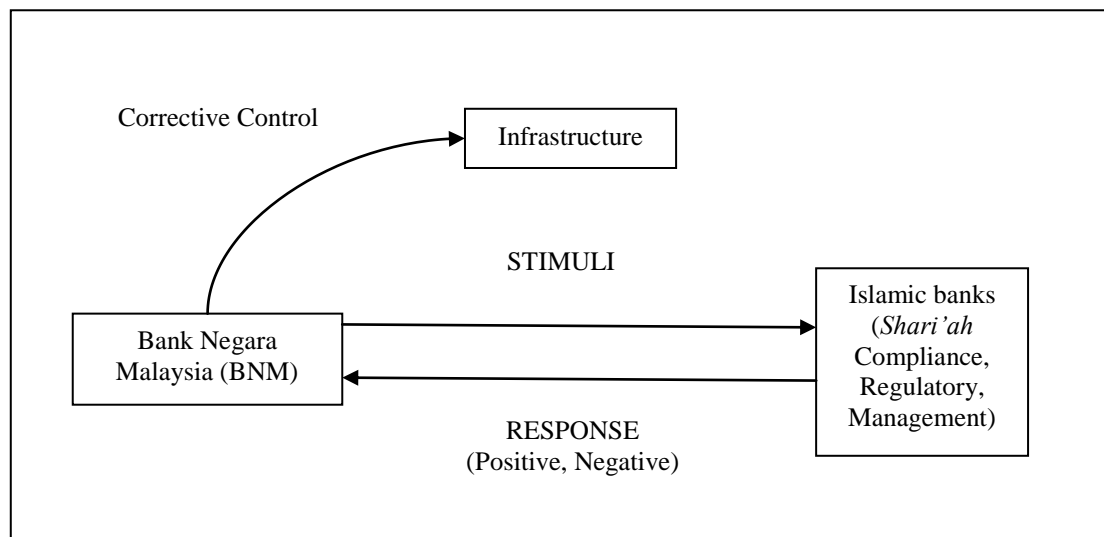 Corrective Control
Infrastructure
STIMULI
Bank Negara
Malaysia (BNM)
Islamic banks
(Shari’ah
Compliance,
Regulatory,
Management)
RESPONSE
(Positive, Negative)